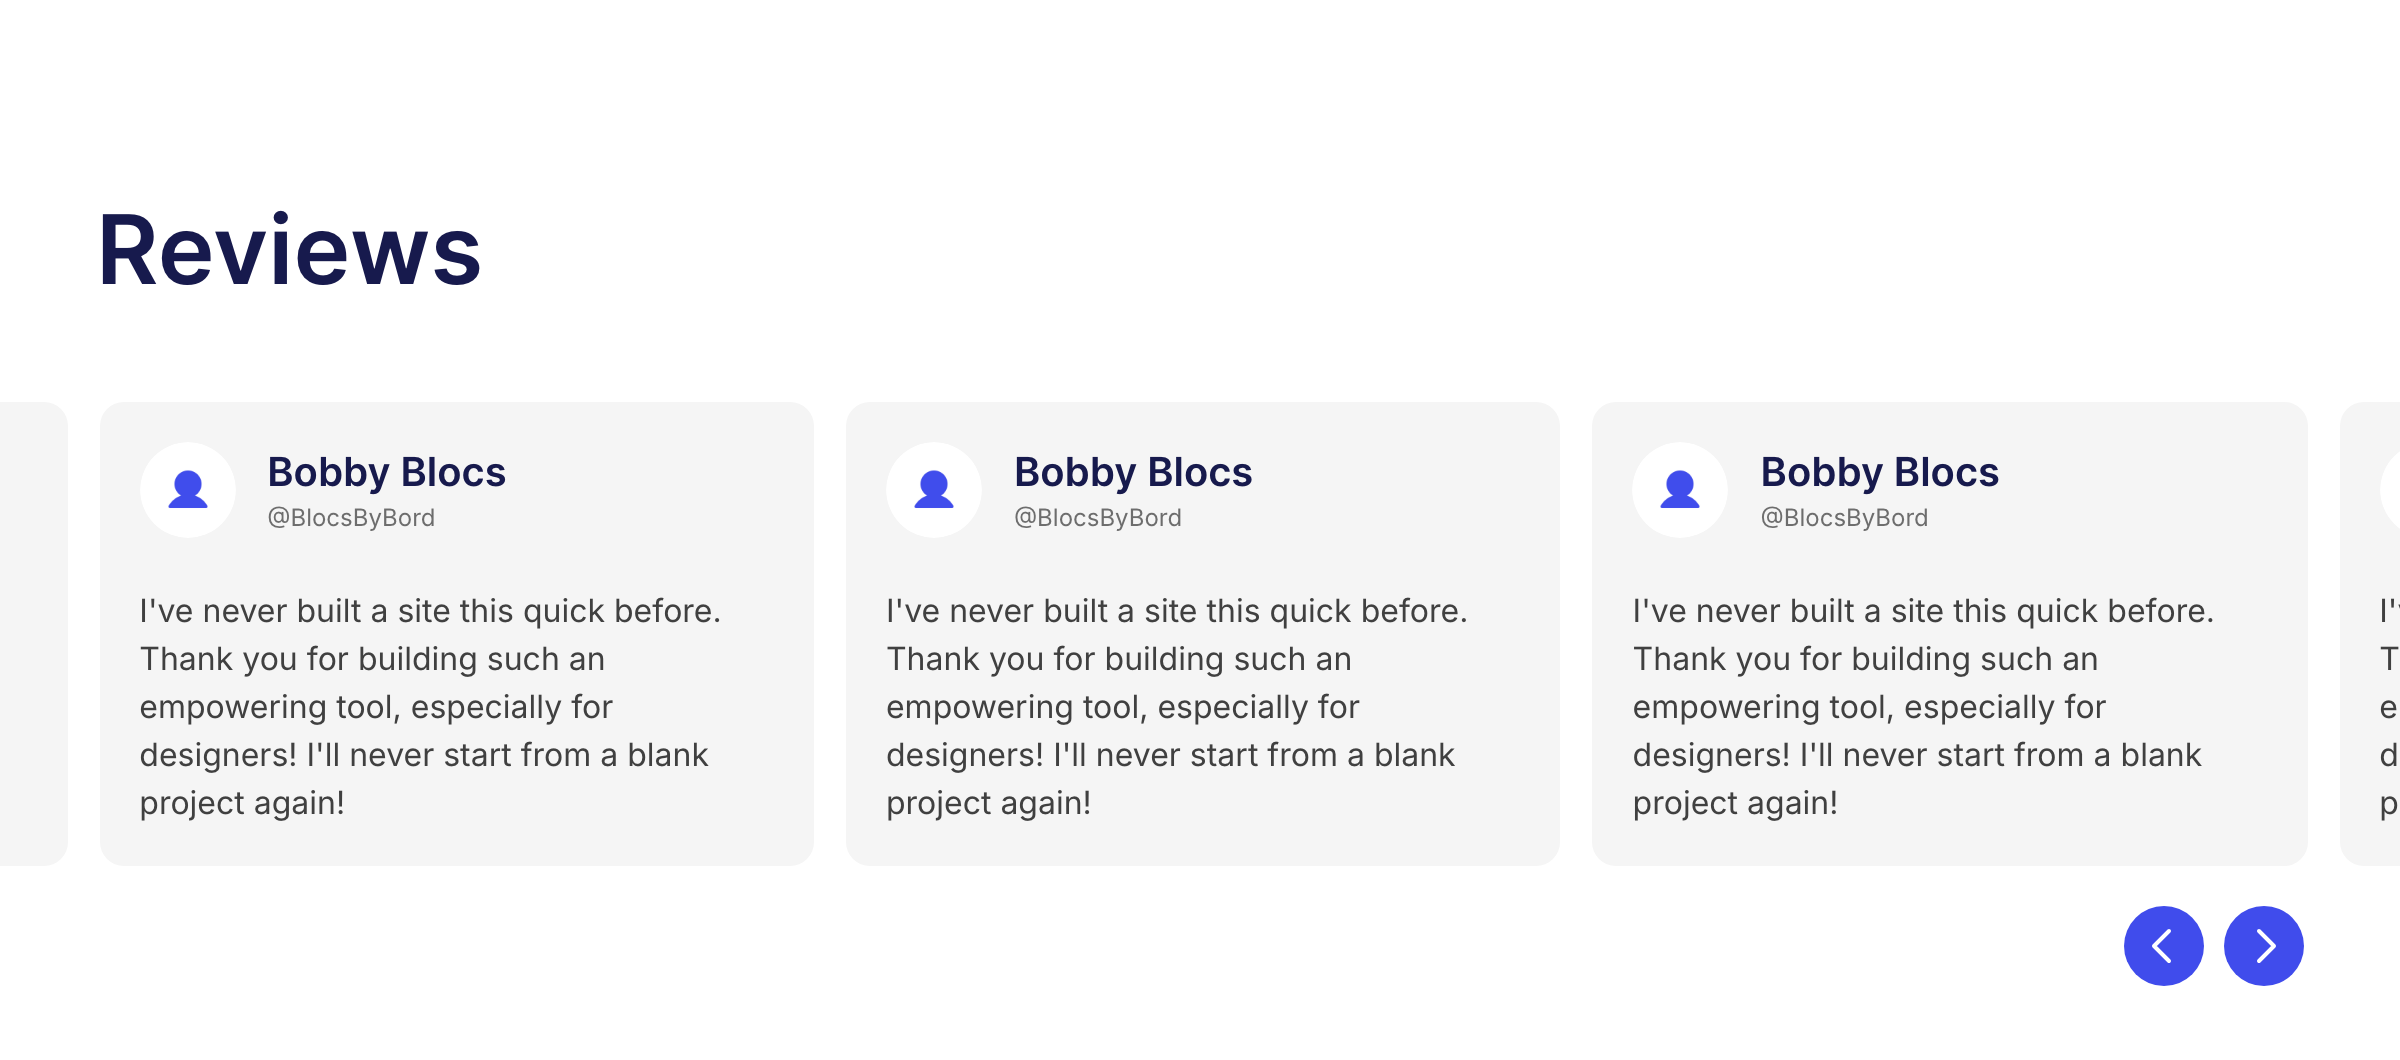 Reviews
Bobby Blocs
@BlocsByBord
I've never built a site this quick before.
Thank you for building such an
empowering tool, especially for
designers! I'll never start from a blank
project again!
Bobby Blocs
@BlocsByBord
I've never built a site this quick before.
Thank you for building such an
empowering tool, especially for
designers! I'll never start from a blank
project again!
Bobby Blocs
@BlocsByBord
I've never built a site this quick before.
Thank you for building such an
empowering tool, especially for
designers! I'll never start from a blank
project again!